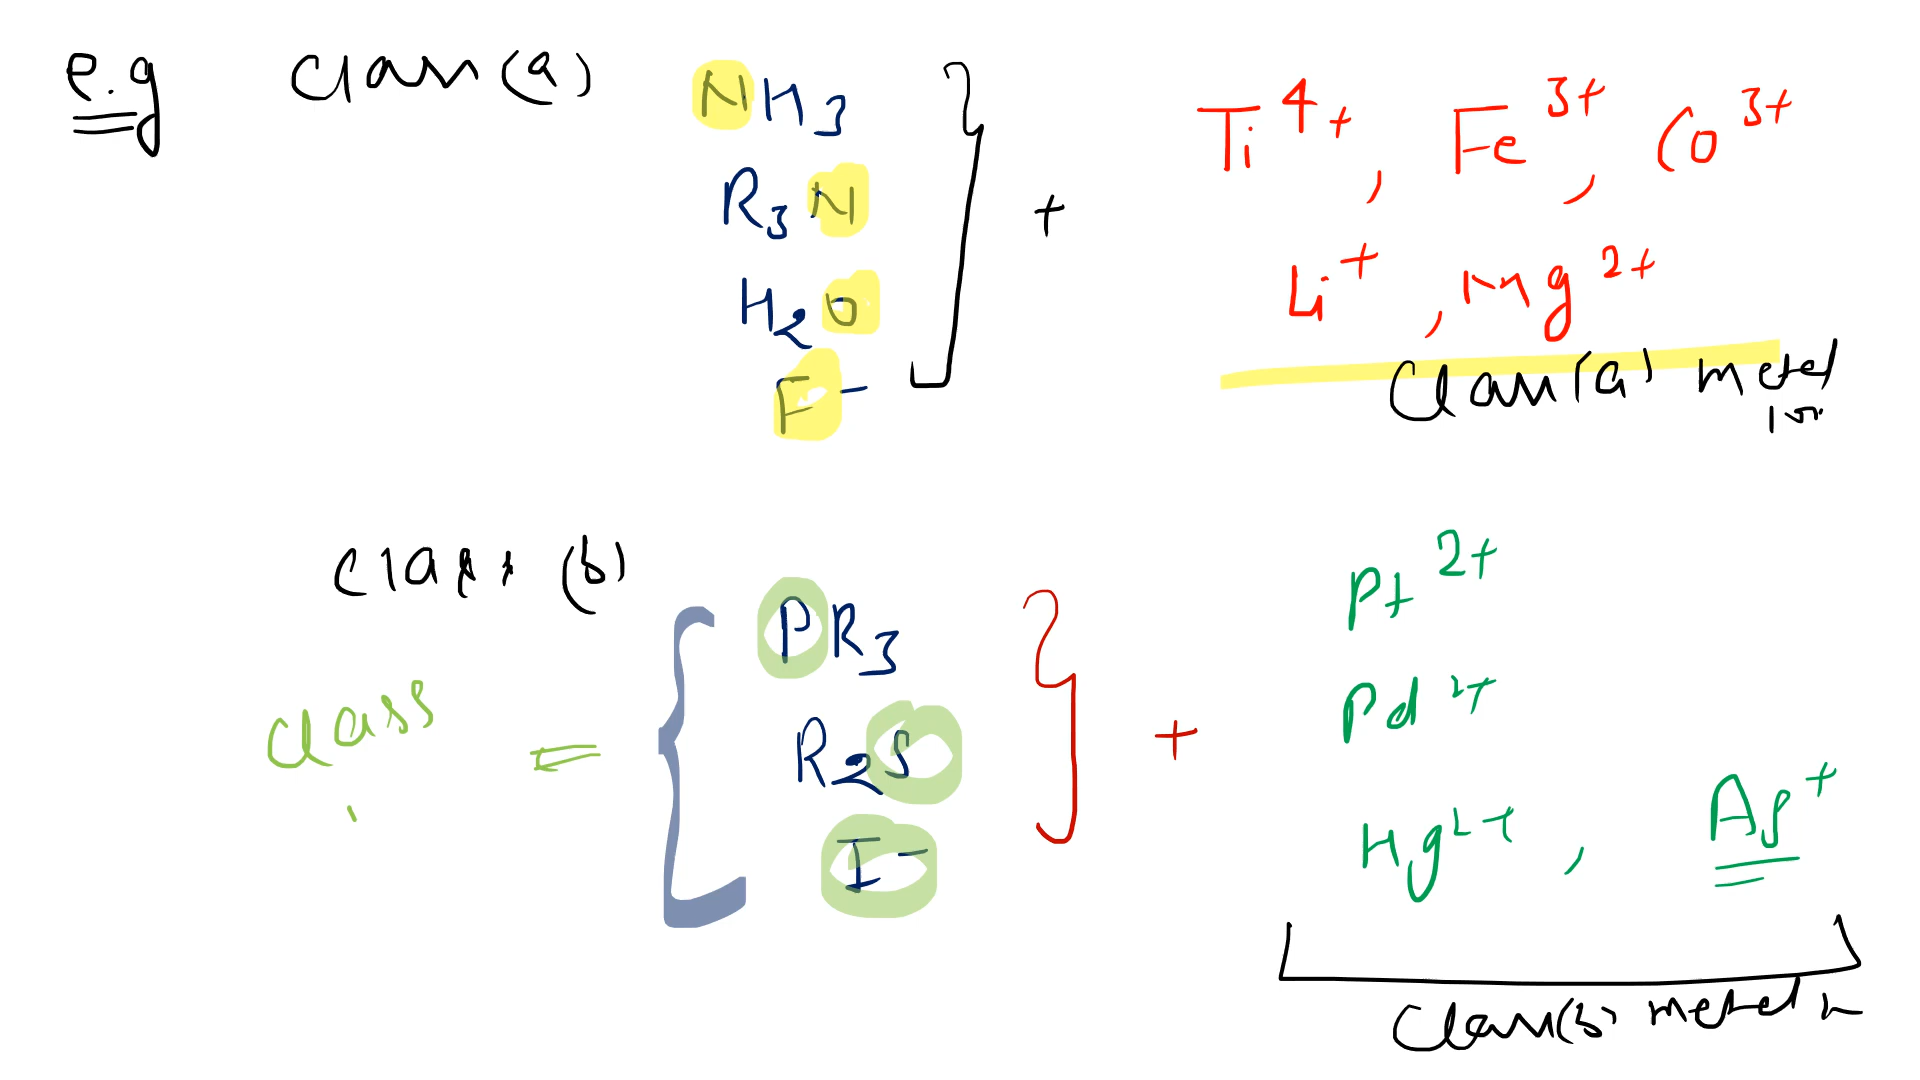 e.g class (a) NH3
R3N
H2O
F-
+
Ti4+, Fe3+, Co3+
Li+, Mg2+
class (a) metal ion
class (b)
PR3
R2S
I-
class =
+
Pt2+
Pd2+
Hg2+, Ag+
class (b) metal